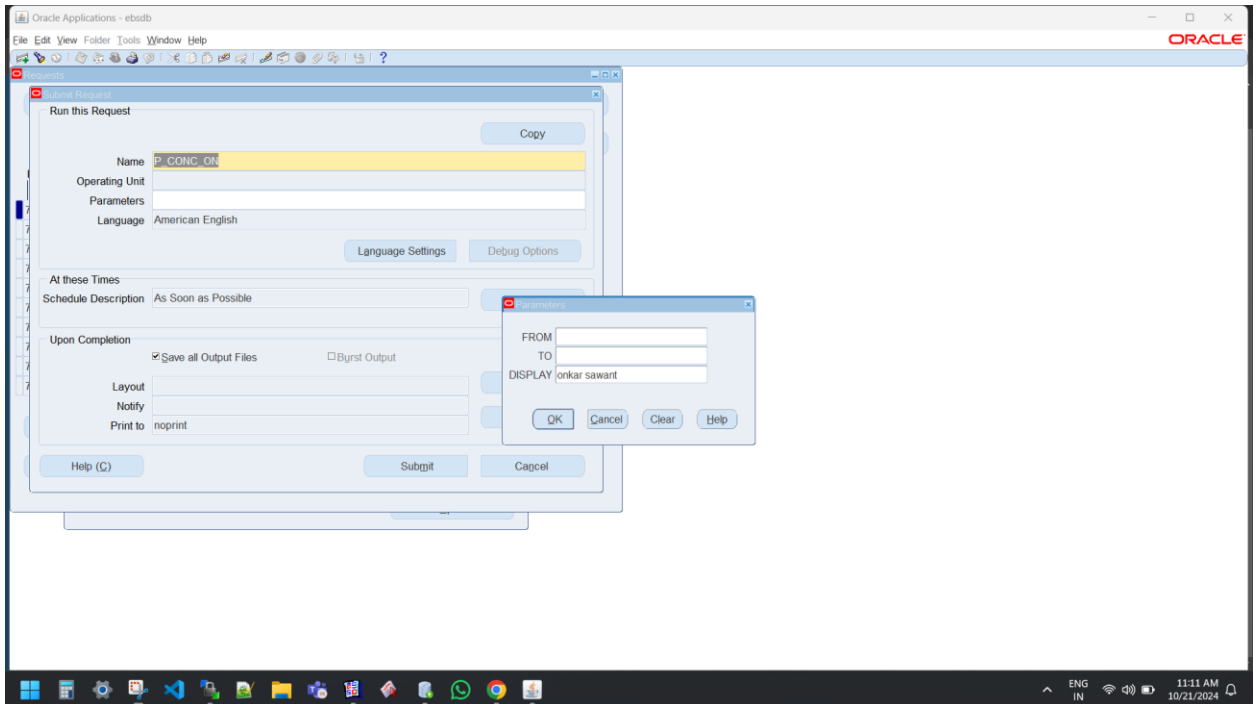 Oracle Applications - ebsdb
File Edit View Folder Tools Window Help
ORACLE
Requests
Submit Request
Run this Request
Copy
Name P_CONC_ON
Operating Unit
Parameters
Language American English
Language Settings Debug Options
At these Times
Schedule Description As Soon as Possible
Parameters
FROM
TO
DISPLAY onkar sawant
OK Cancel Clear Help
Upon Completion
Save all Output Files Burst Output
Layout
Notify
Print to noprint
Help (C) Submit Cancel
ENG
IN
11:11 AM
10/21/2024